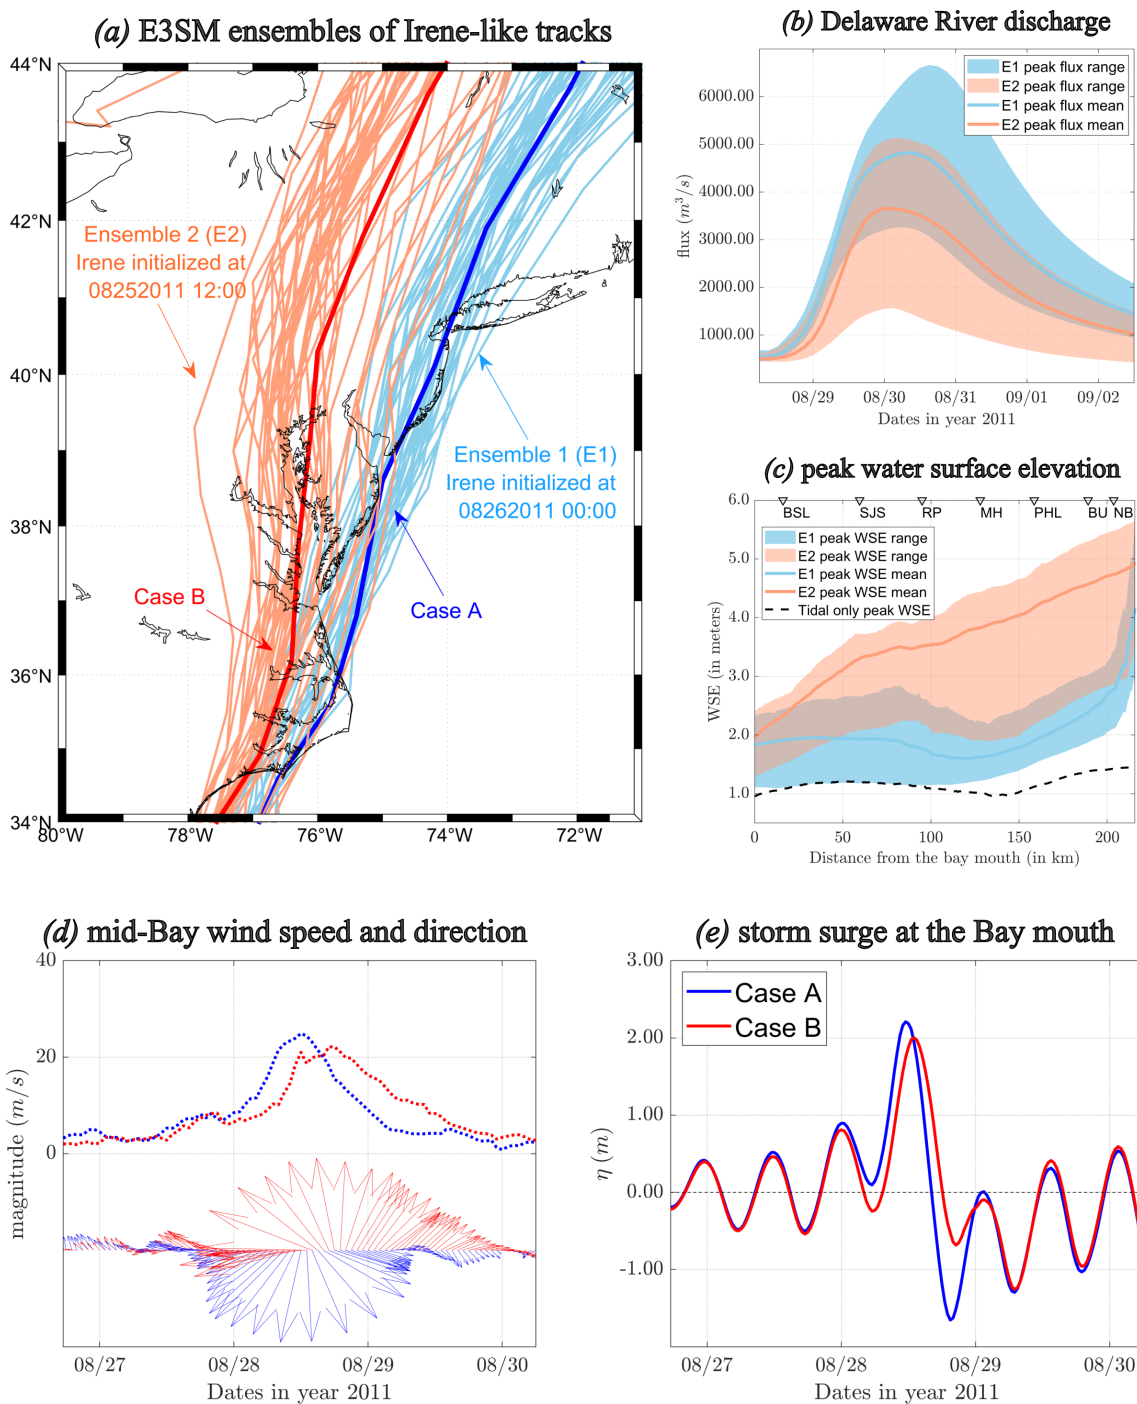 (a) E3SM ensembles of Irene-like tracks
44°N
42°N
40°N
38°N
36°N
34°N
80°W
78°W
76°W
74°W
72°W
Ensemble 2 (E2)
Irene initialized at
08252011 12:00
Ensemble 1 (E1)
Irene initialized at
08262011 00:00
Case B
Case A
(b) Delaware River discharge
E1 peak flux range
E2 peak flux range
E1 peak flux mean
E2 peak flux mean
flux (m³/s)
6000.00
5000.00
4000.00
3000.00
2000.00
1000.00
08/29
08/30
08/31
09/01
09/02
Dates in year 2011
(c) peak water surface elevation
BSL
SJS
RP
MH
PHL
BU
NB
E1 peak WSE range
E2 peak WSE range
E1 peak WSE mean
E2 peak WSE mean
Tidal only peak WSE
WSE (in meters)
6.0
5.0
4.0
3.0
2.0
1.0
0
50
100
150
200
Distance from the bay mouth (in km)
(d) mid-Bay wind speed and direction
magnitude (m/s)
40
20
0
08/27
08/28
08/29
08/30
Dates in year 2011
(e) storm surge at the Bay mouth
Case A
Case B
η (m)
3.00
2.00
1.00
0.00
-1.00
08/27
08/28
08/29
08/30
Dates in year 2011